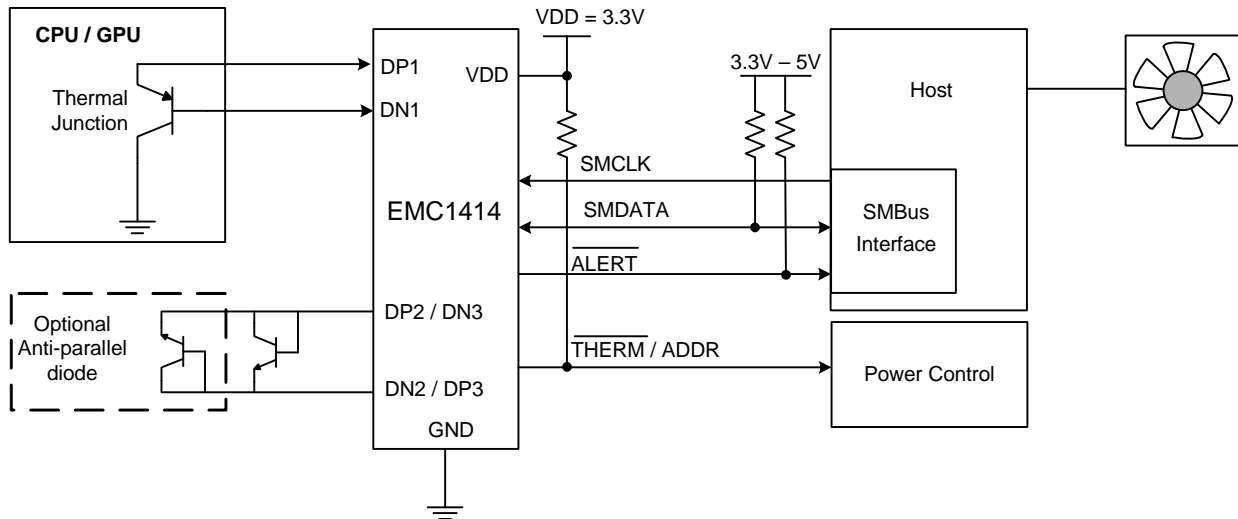 CPU / GPU
Thermal
Junction
DP1
DN1
VDD
VDD = 3.3V
3.3V – 5V
Host
SMCLK
EMC1414
SMDATA
SMBus
Interface
ALERT
Optional
Anti-parallel
diode
DP2 / DN3
THERM / ADDR
DN2 / DP3
Power Control
GND